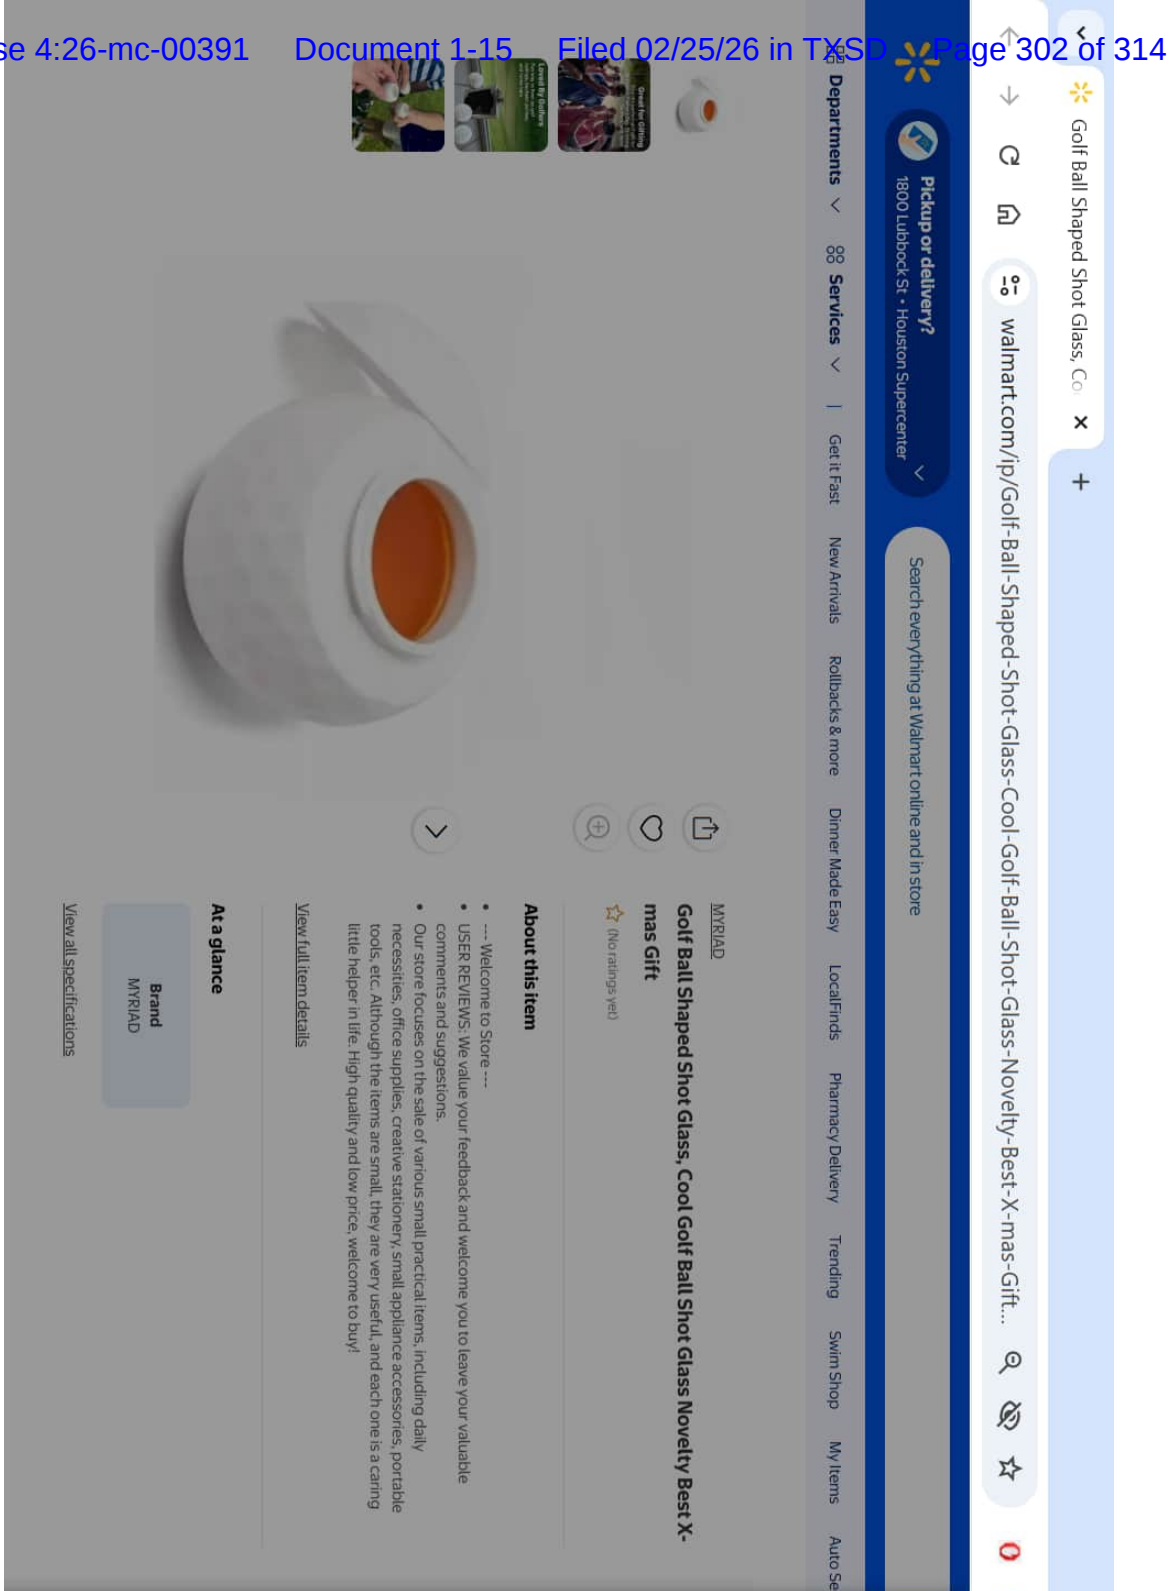 se 4:26-mc-00391 Document 1-15 Filed 02/25/26 in TXSD Page 302 of 314
Golf Ball Shaped Shot Glass, Co
walmart.com/ip/Golf-Ball-Shaped-Shot-Glass-Cool-Golf-Ball-Shot-Glass-Novelty-Best-X-mas-Gift...
Pickup or delivery?
1800 Lubbock St • Houston Supercenter
Search everything at Walmart online and in store
Departments
Services
Get it Fast
New Arrivals
Rollbacks & more
Dinner Made Easy
LocalFinds
Pharmacy Delivery
Trending
Swim Shop
My Items
Auto Se
Great for Gifting
Loved By Golfers
MYRIAD
Golf Ball Shaped Shot Glass, Cool Golf Ball Shot Glass Novelty Best X-
mas Gift
(No ratings yet)
About this item
• --- Welcome to Store ---
• USER REVIEWS: We value your feedback and welcome you to leave your valuable
comments and suggestions.
• Our store focuses on the sale of various small practical items, including daily
necessities, office supplies, creative stationery, small appliance accessories, portable
tools, etc. Although the items are small, they are very useful, and each one is a caring
little helper in life. High quality and low price, welcome to buy!
View full item details
At a glance
Brand
MYRIAD
View all specifications